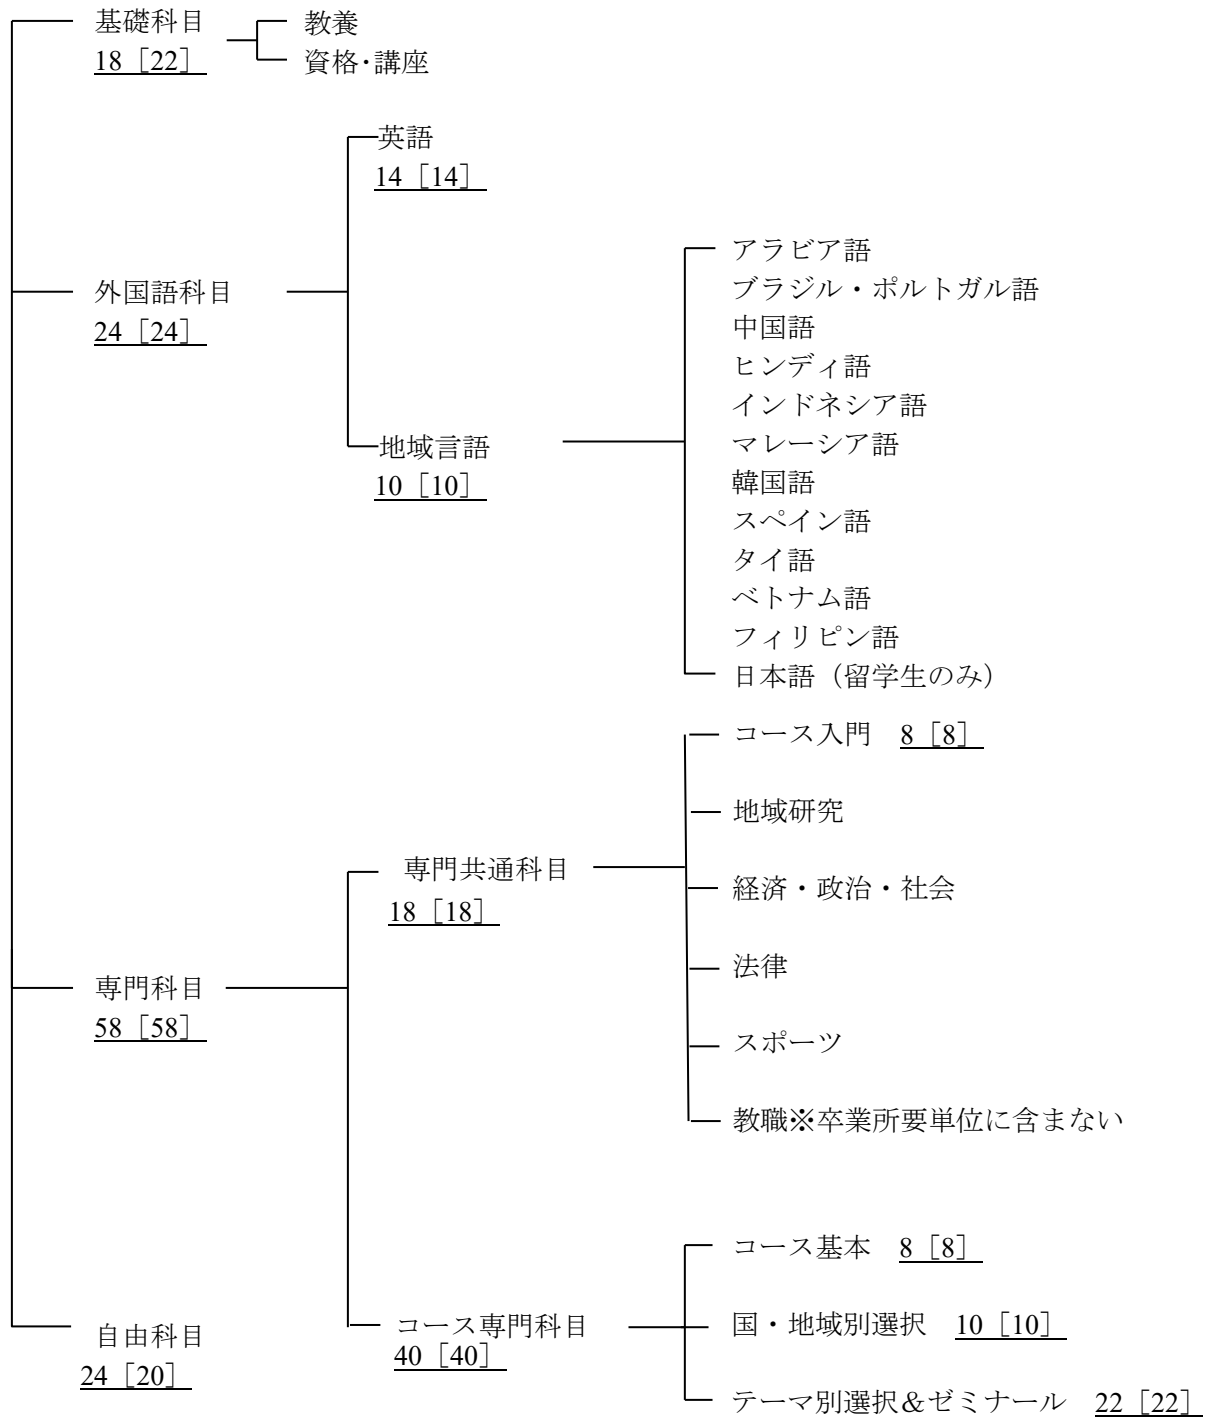 基礎科目
18［22］
教養
資格・講座
外国語科目
24［24］
英語
14［14］
地域言語
10［10］
アラビア語
ブラジル・ポルトガル語
中国語
ヒンディ語
インドネシア語
マレーシア語
韓国語
スペイン語
タイ語
ベトナム語
フィリピン語
日本語（留学生のみ）
専門科目
58［58］
専門共通科目
18［18］
コース入門 8［8］
地域研究
経済・政治・社会
法律
スポーツ
教職※卒業所要単位に含まない
コース専門科目
40［40］
コース基本 8［8］
国・地域別選択 10［10］
テーマ別選択＆ゼミナール 22［22］
自由科目
24［20］